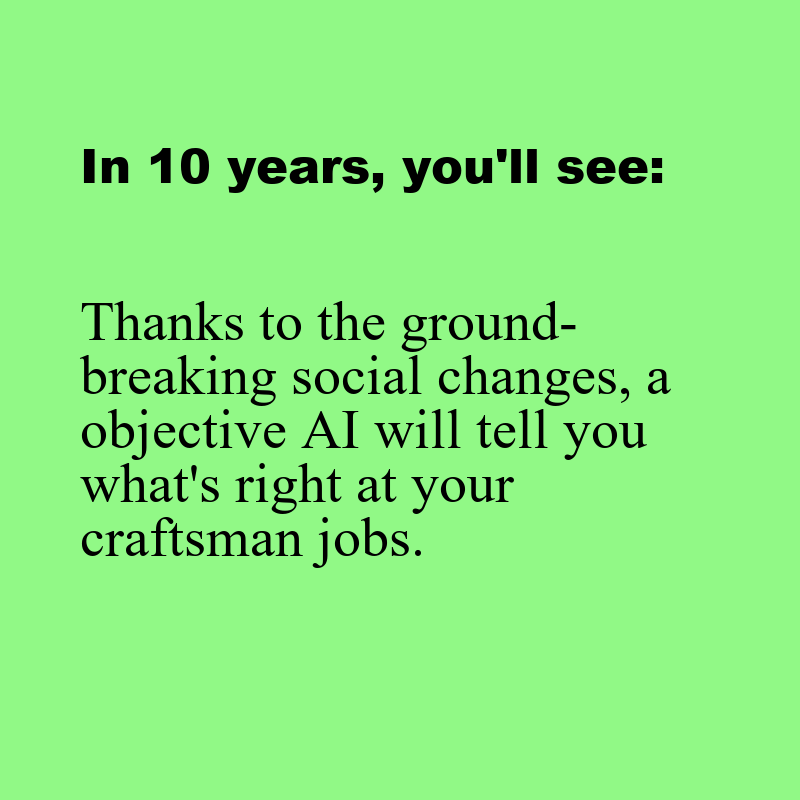 In 10 years, you'll see:
Thanks to the ground-
breaking social changes, a
objective AI will tell you
what's right at your
craftsman jobs.